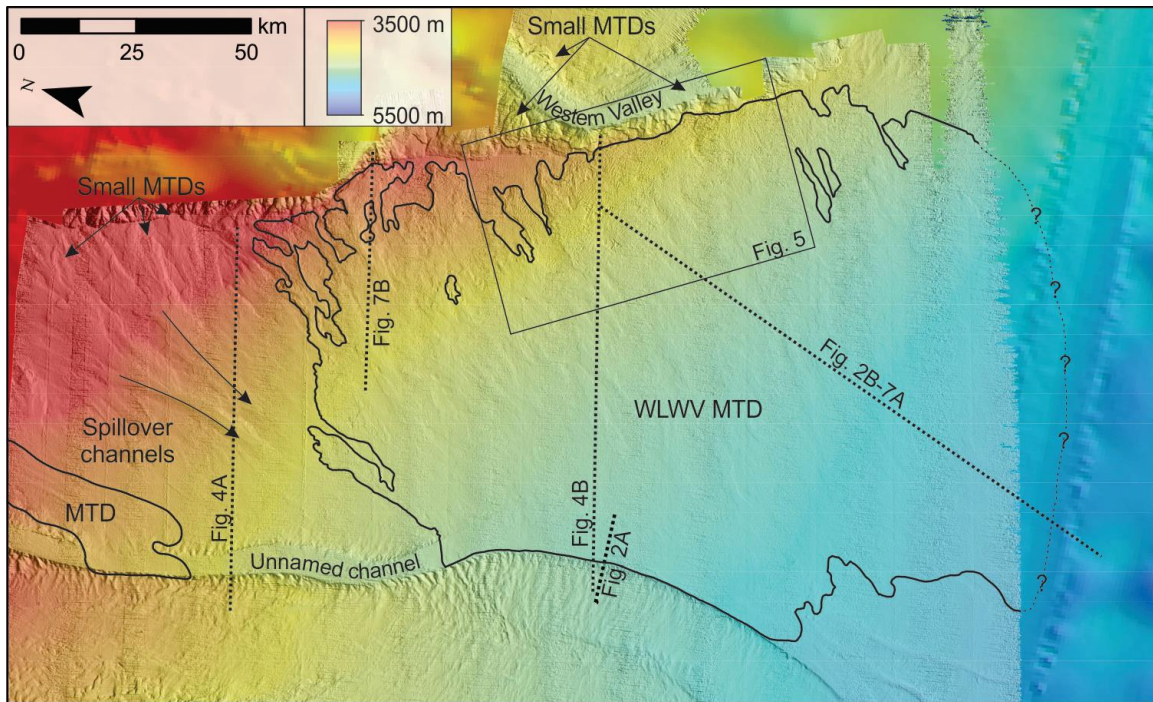 km
0 25 50
N
3500 m
5500 m
Small MTDs
Western Valley
Small MTDs
Fig. 5
Fig. 7B
Fig. 2B-7A
WLWV MTD
Spillover
channels
MTD
Fig. 4A
Fig. 4B
Fig. 2A
Unnamed channel
?
?
?
?
?
?